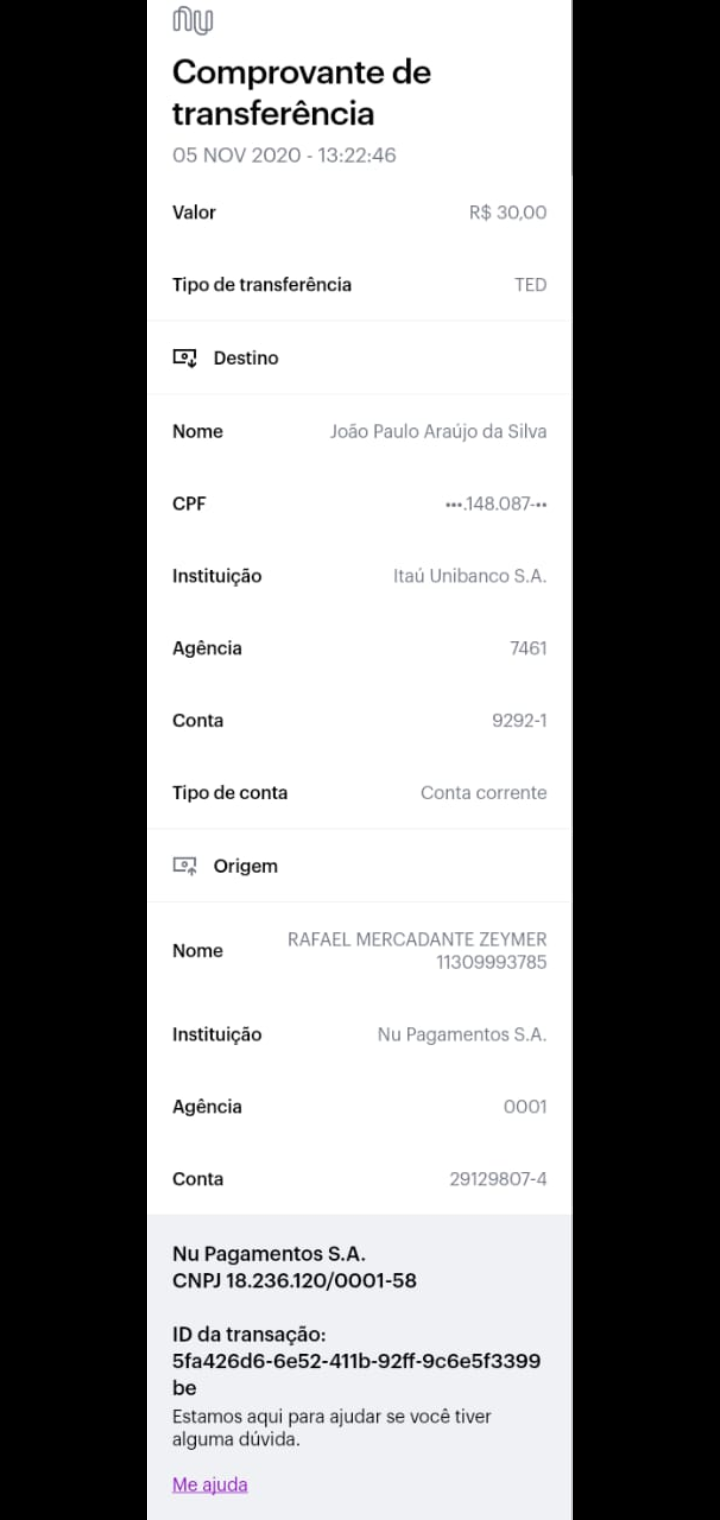 nu
Comprovante de
transferência
05 NOV 2020 - 13:22:46
Valor R$ 30,00
Tipo de transferência TED
Destino
Nome João Paulo Araújo da Silva
CPF •••.148.087-••
Instituição Itaú Unibanco S.A.
Agência 7461
Conta 9292-1
Tipo de conta Conta corrente
Origem
Nome RAFAEL MERCADANTE ZEYMER
11309993785
Instituição Nu Pagamentos S.A.
Agência 0001
Conta 29129807-4
Nu Pagamentos S.A.
CNPJ 18.236.120/0001-58
ID da transação:
5fa426d6-6e52-411b-92ff-9c6e5f3399
be
Estamos aqui para ajudar se você tiver
alguma dúvida.
Me ajuda